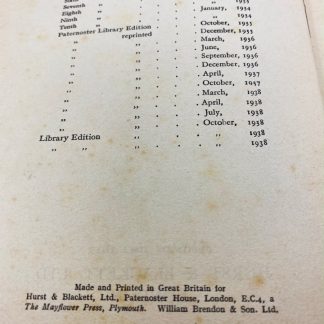 Seventh " " . . . 1933
Eighth " " . . January, 1934
Ninth " " . . " 1934
Tenth " " . . October, 1935
Paternoster Library Edition . . December, 1935
" reprinted . . March, 1936
" " . . June, 1936
" " . . September, 1936
" " . . December, 1936
" " . . April, 1937
" " . . October, 1937
" " . . March, 1938
" " . . April, 1938
" " . . July, 1938
" " . . October, 1938
Library Edition " . . " 1938
" " " . . " 1938
Made and Printed in Great Britain for
Hurst & Blackett, Ltd., Paternoster House, London, E.C.4, a
The Mayflower Press, Plymouth. William Brendon & Son. Ltd.